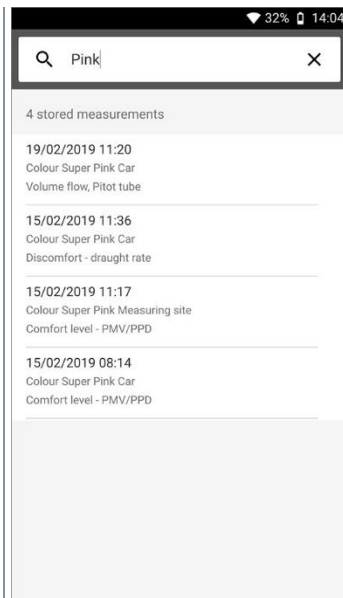 32% 14:04
Pink
4 stored measurements
19/02/2019 11:20
Colour Super Pink Car
Volume flow, Pitot tube
15/02/2019 11:36
Colour Super Pink Car
Discomfort - draught rate
15/02/2019 11:17
Colour Super Pink Measuring site
Comfort level - PMV/PPD
15/02/2019 08:14
Colour Super Pink Car
Comfort level - PMV/PPD